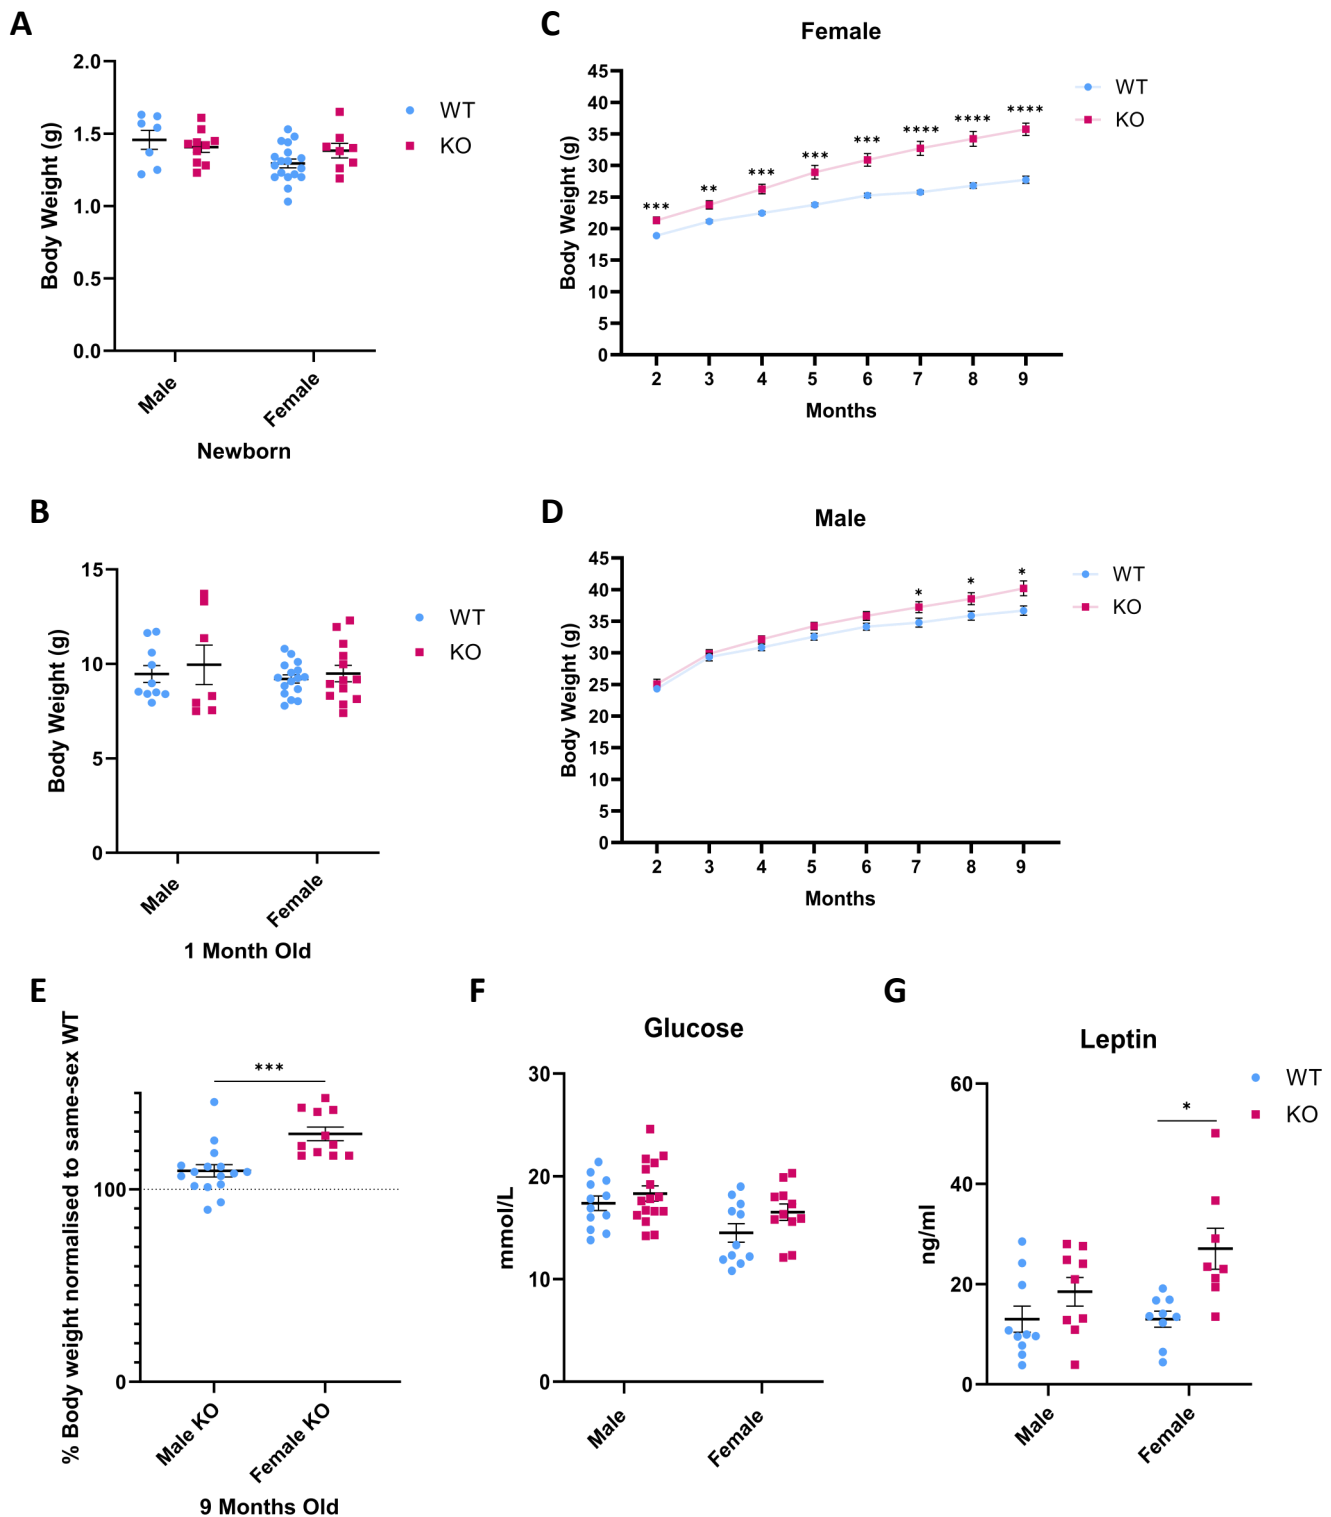 A
2.0
1.5
1.0
0.5
0.0
Body Weight (g)
Male
Female
Newborn
WT
KO
C
Female
45
40
35
30
25
20
15
10
5
0
Body Weight (g)
***
**
***
***
***
****
****
****
2 3 4 5 6 7 8 9
Months
WT
KO
B
15
10
5
0
Body Weight (g)
Male
Female
1 Month Old
WT
KO
D
Male
45
40
35
30
25
20
15
10
5
0
Body Weight (g)
*
*
*
2 3 4 5 6 7 8 9
Months
WT
KO
E
% Body weight normalised to same-sex WT
***
100
0
Male KO
Female KO
9 Months Old
F
Glucose
30
20
10
0
mmol/L
Male
Female
G
Leptin
60
40
20
0
ng/ml
*
Male
Female
WT
KO